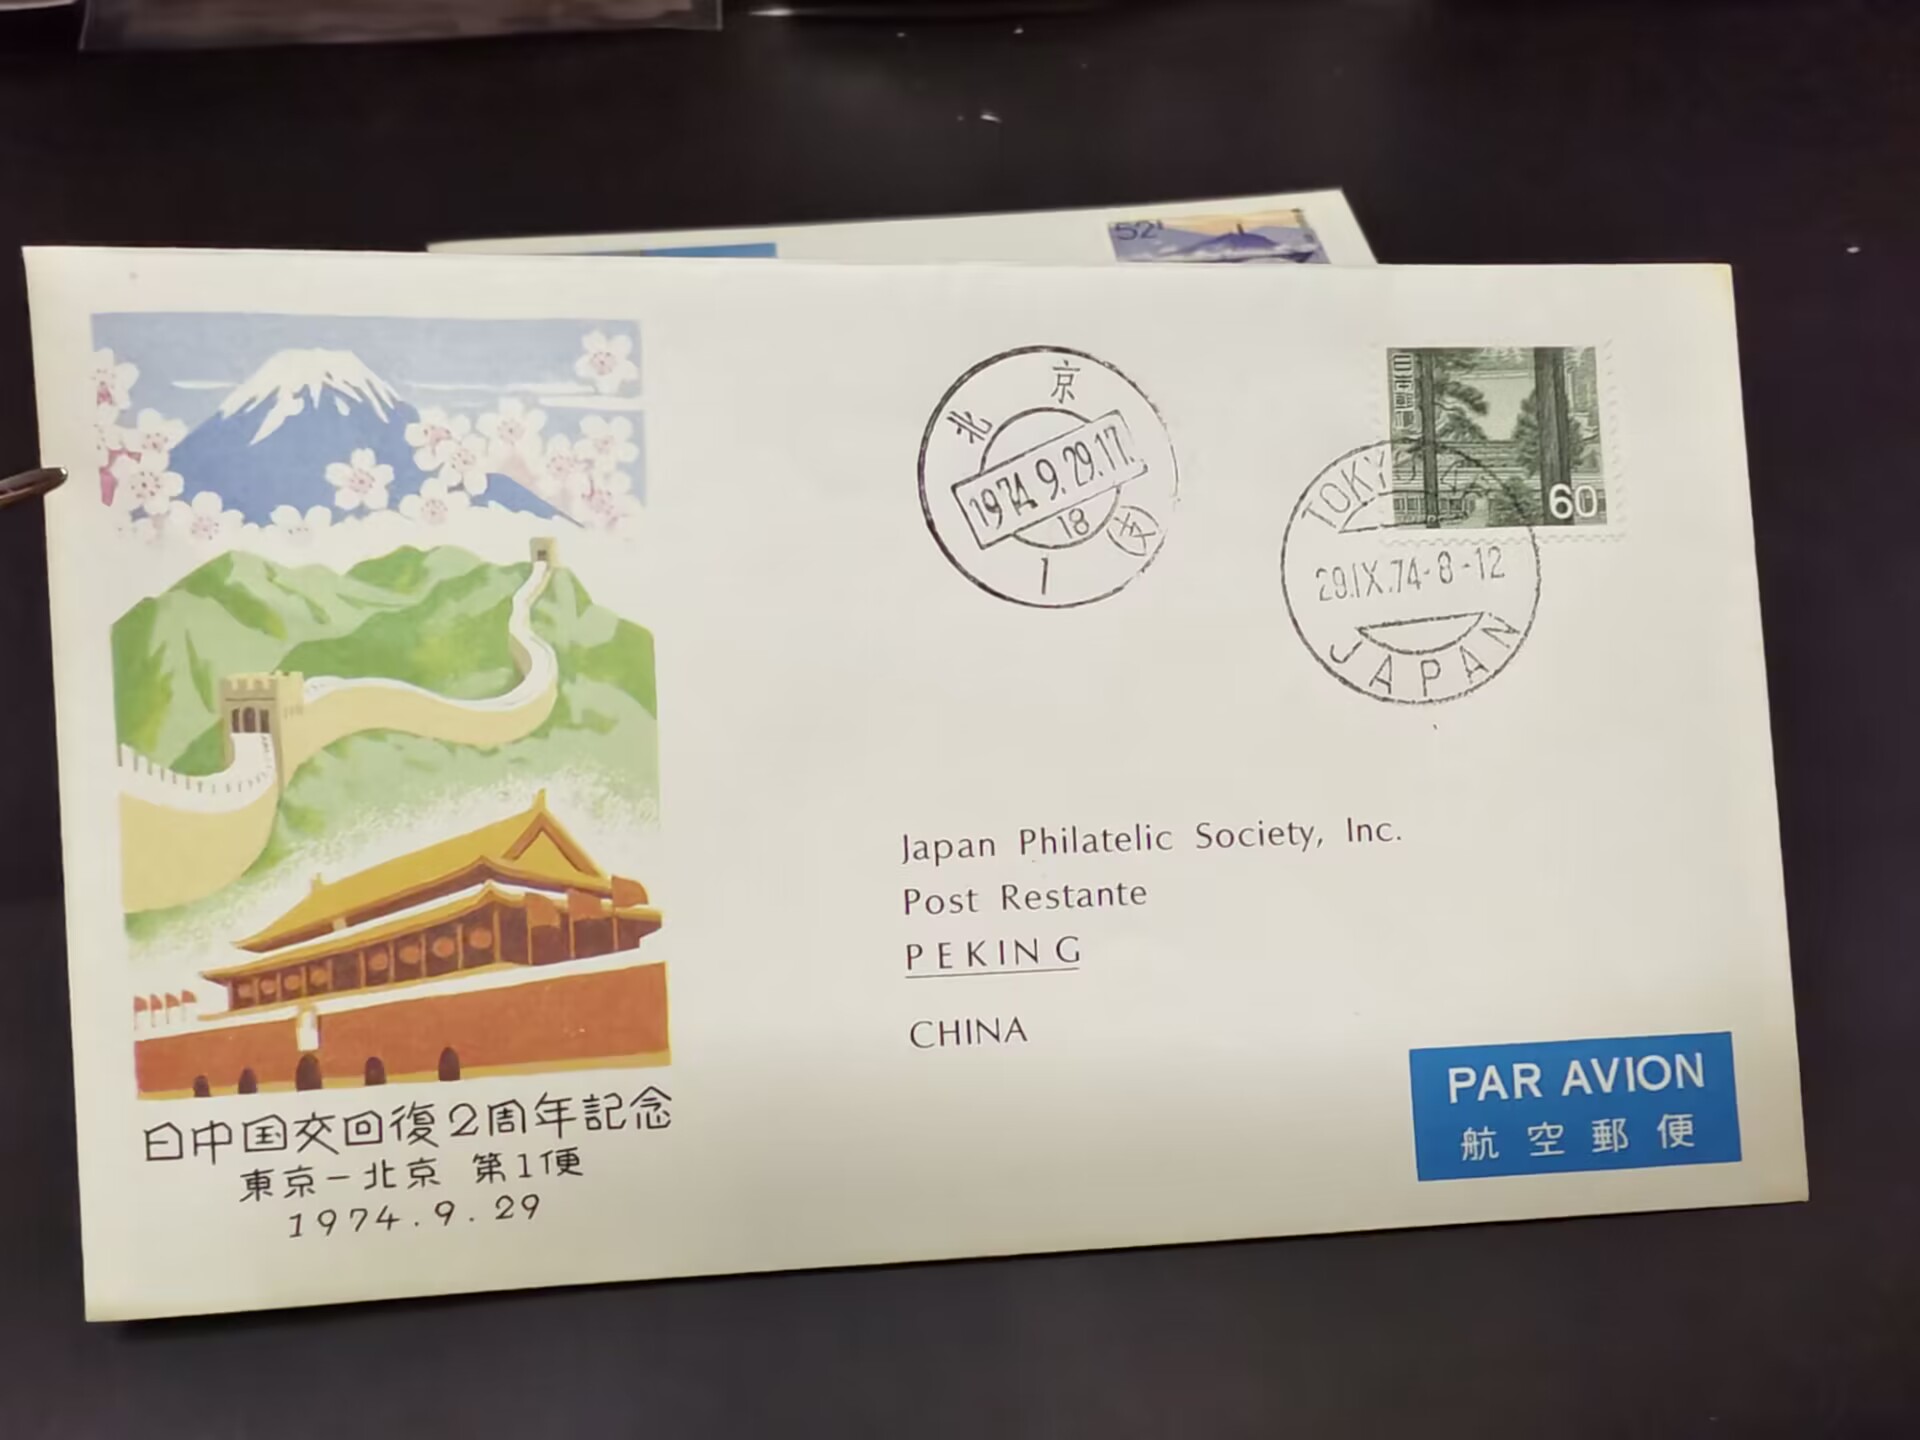 52
北京
1974.9.29.17.
18
1
日本郵便
60
TOKYO
29.IX.74-8-12
JAPAN
Japan Philatelic Society, Inc.
Post Restante
PEKING
CHINA
PAR AVION
航空郵便
日中国交回復2周年記念
東京-北京 第1便
1974.9.29